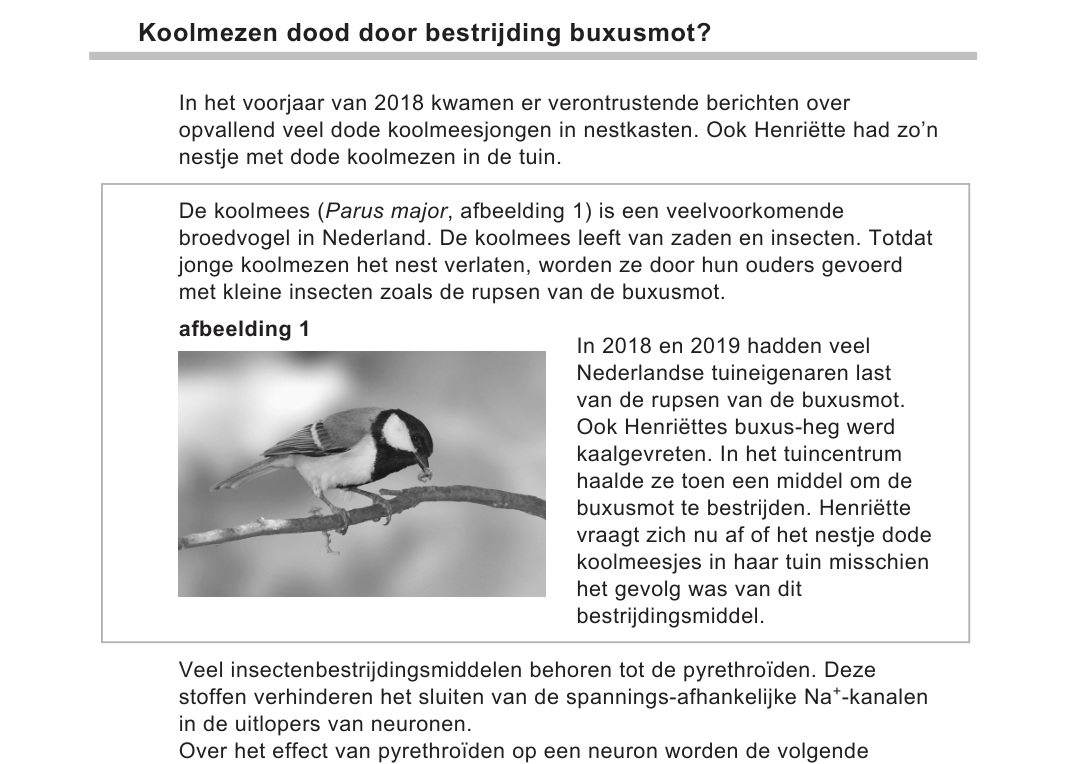 Koolmezen dood door bestrijding buxusmot?
In het voorjaar van 2018 kwamen er verontrustende berichten over
opvallend veel dode koolmeesjongen in nestkasten. Ook Henriëtte had zo’n
nestje met dode koolmezen in de tuin.
De koolmees (Parus major, afbeelding 1) is een veelvoorkomende
broedvogel in Nederland. De koolmees leeft van zaden en insecten. Totdat
jonge koolmezen het nest verlaten, worden ze door hun ouders gevoerd
met kleine insecten zoals de rupsen van de buxusmot.
afbeelding 1
In 2018 en 2019 hadden veel
Nederlandse tuineigenaren last
van de rupsen van de buxusmot.
Ook Henriëttes buxus-heg werd
kaalgevreten. In het tuincentrum
haalde ze toen een middel om de
buxusmot te bestrijden. Henriëtte
vraagt zich nu af of het nestje dode
koolmeesjes in haar tuin misschien
het gevolg was van dit
bestrijdingsmiddel.
Veel insectenbestrijdingsmiddelen behoren tot de pyrethroïden. Deze
stoffen verhinderen het sluiten van de spannings-afhankelijke Na⁺-kanalen
in de uitlopers van neuronen.
Over het effect van pyrethroïden op een neuron worden de volgende